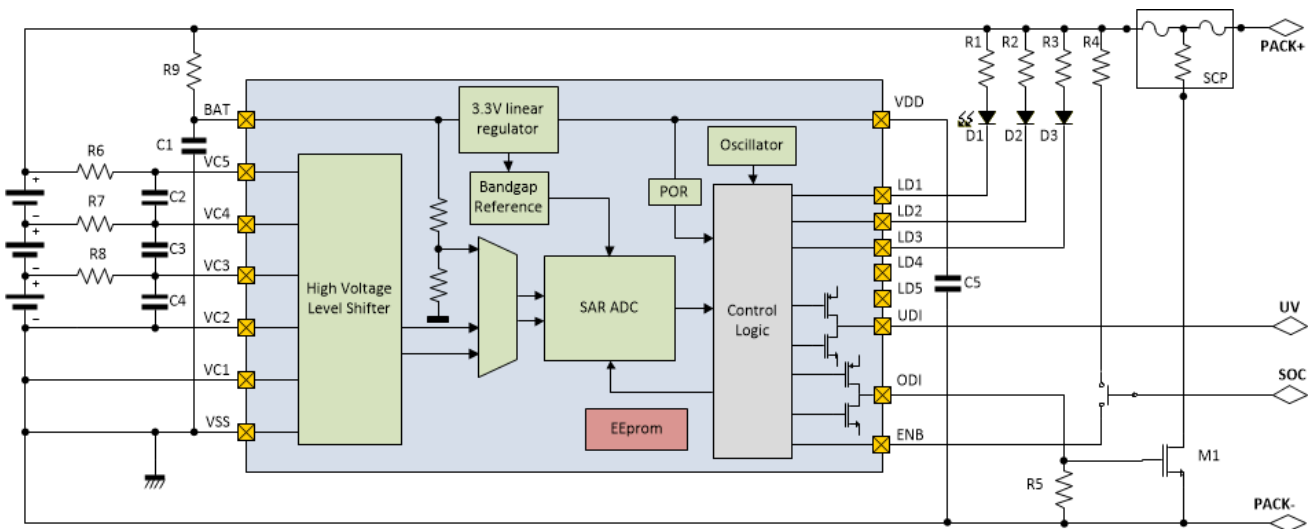 R1
R2
R3
R4
PACK+
SCP
R9
BAT
3.3V linear
regulator
VDD
D1
D2
D3
C1
Oscillator
R6
VC5
Bandgap
Reference
POR
LD1
+
C2
R7
VC4
LD2
−
+
C3
R8
VC3
LD3
−
+
C4
LD4
High Voltage
Level Shifter
SAR ADC
Control
Logic
LD5
C5
−
VC2
UDI
UV
VC1
ODI
SOC
VSS
EEprom
ENB
M1
R5
PACK-